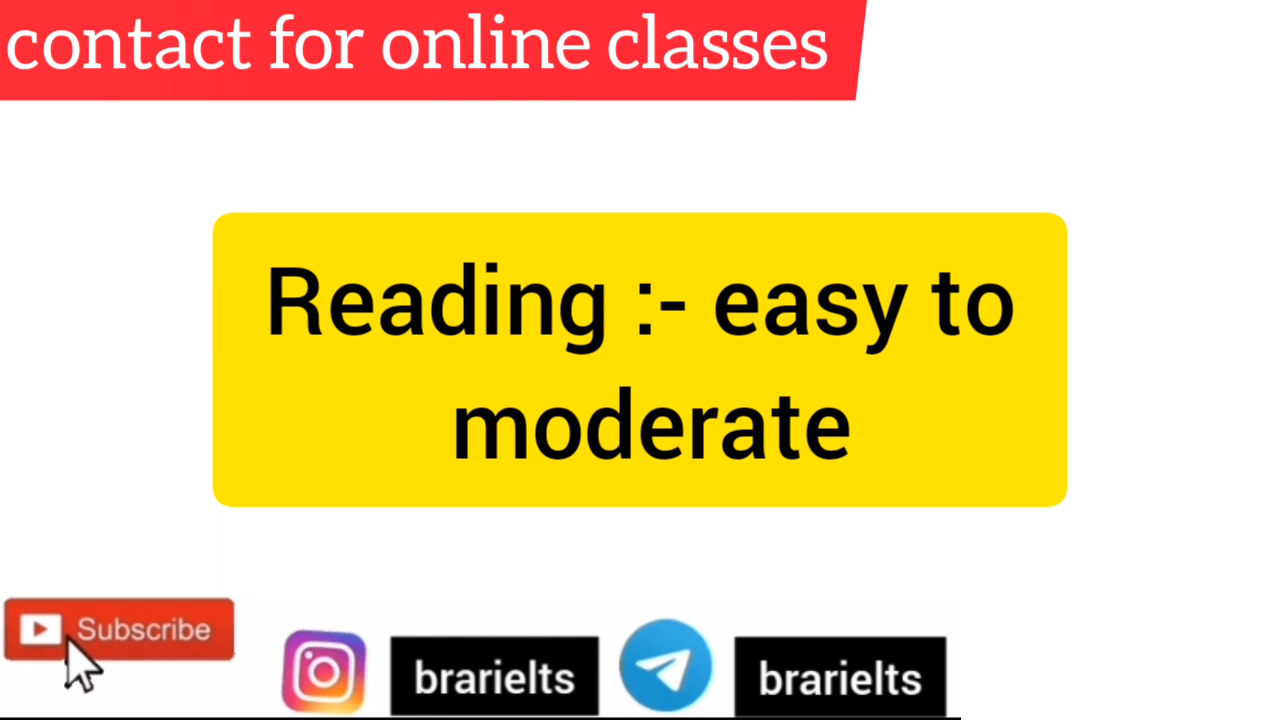 contact for online classes
Reading :- easy to
moderate
Subscribe
brarielts
brarielts